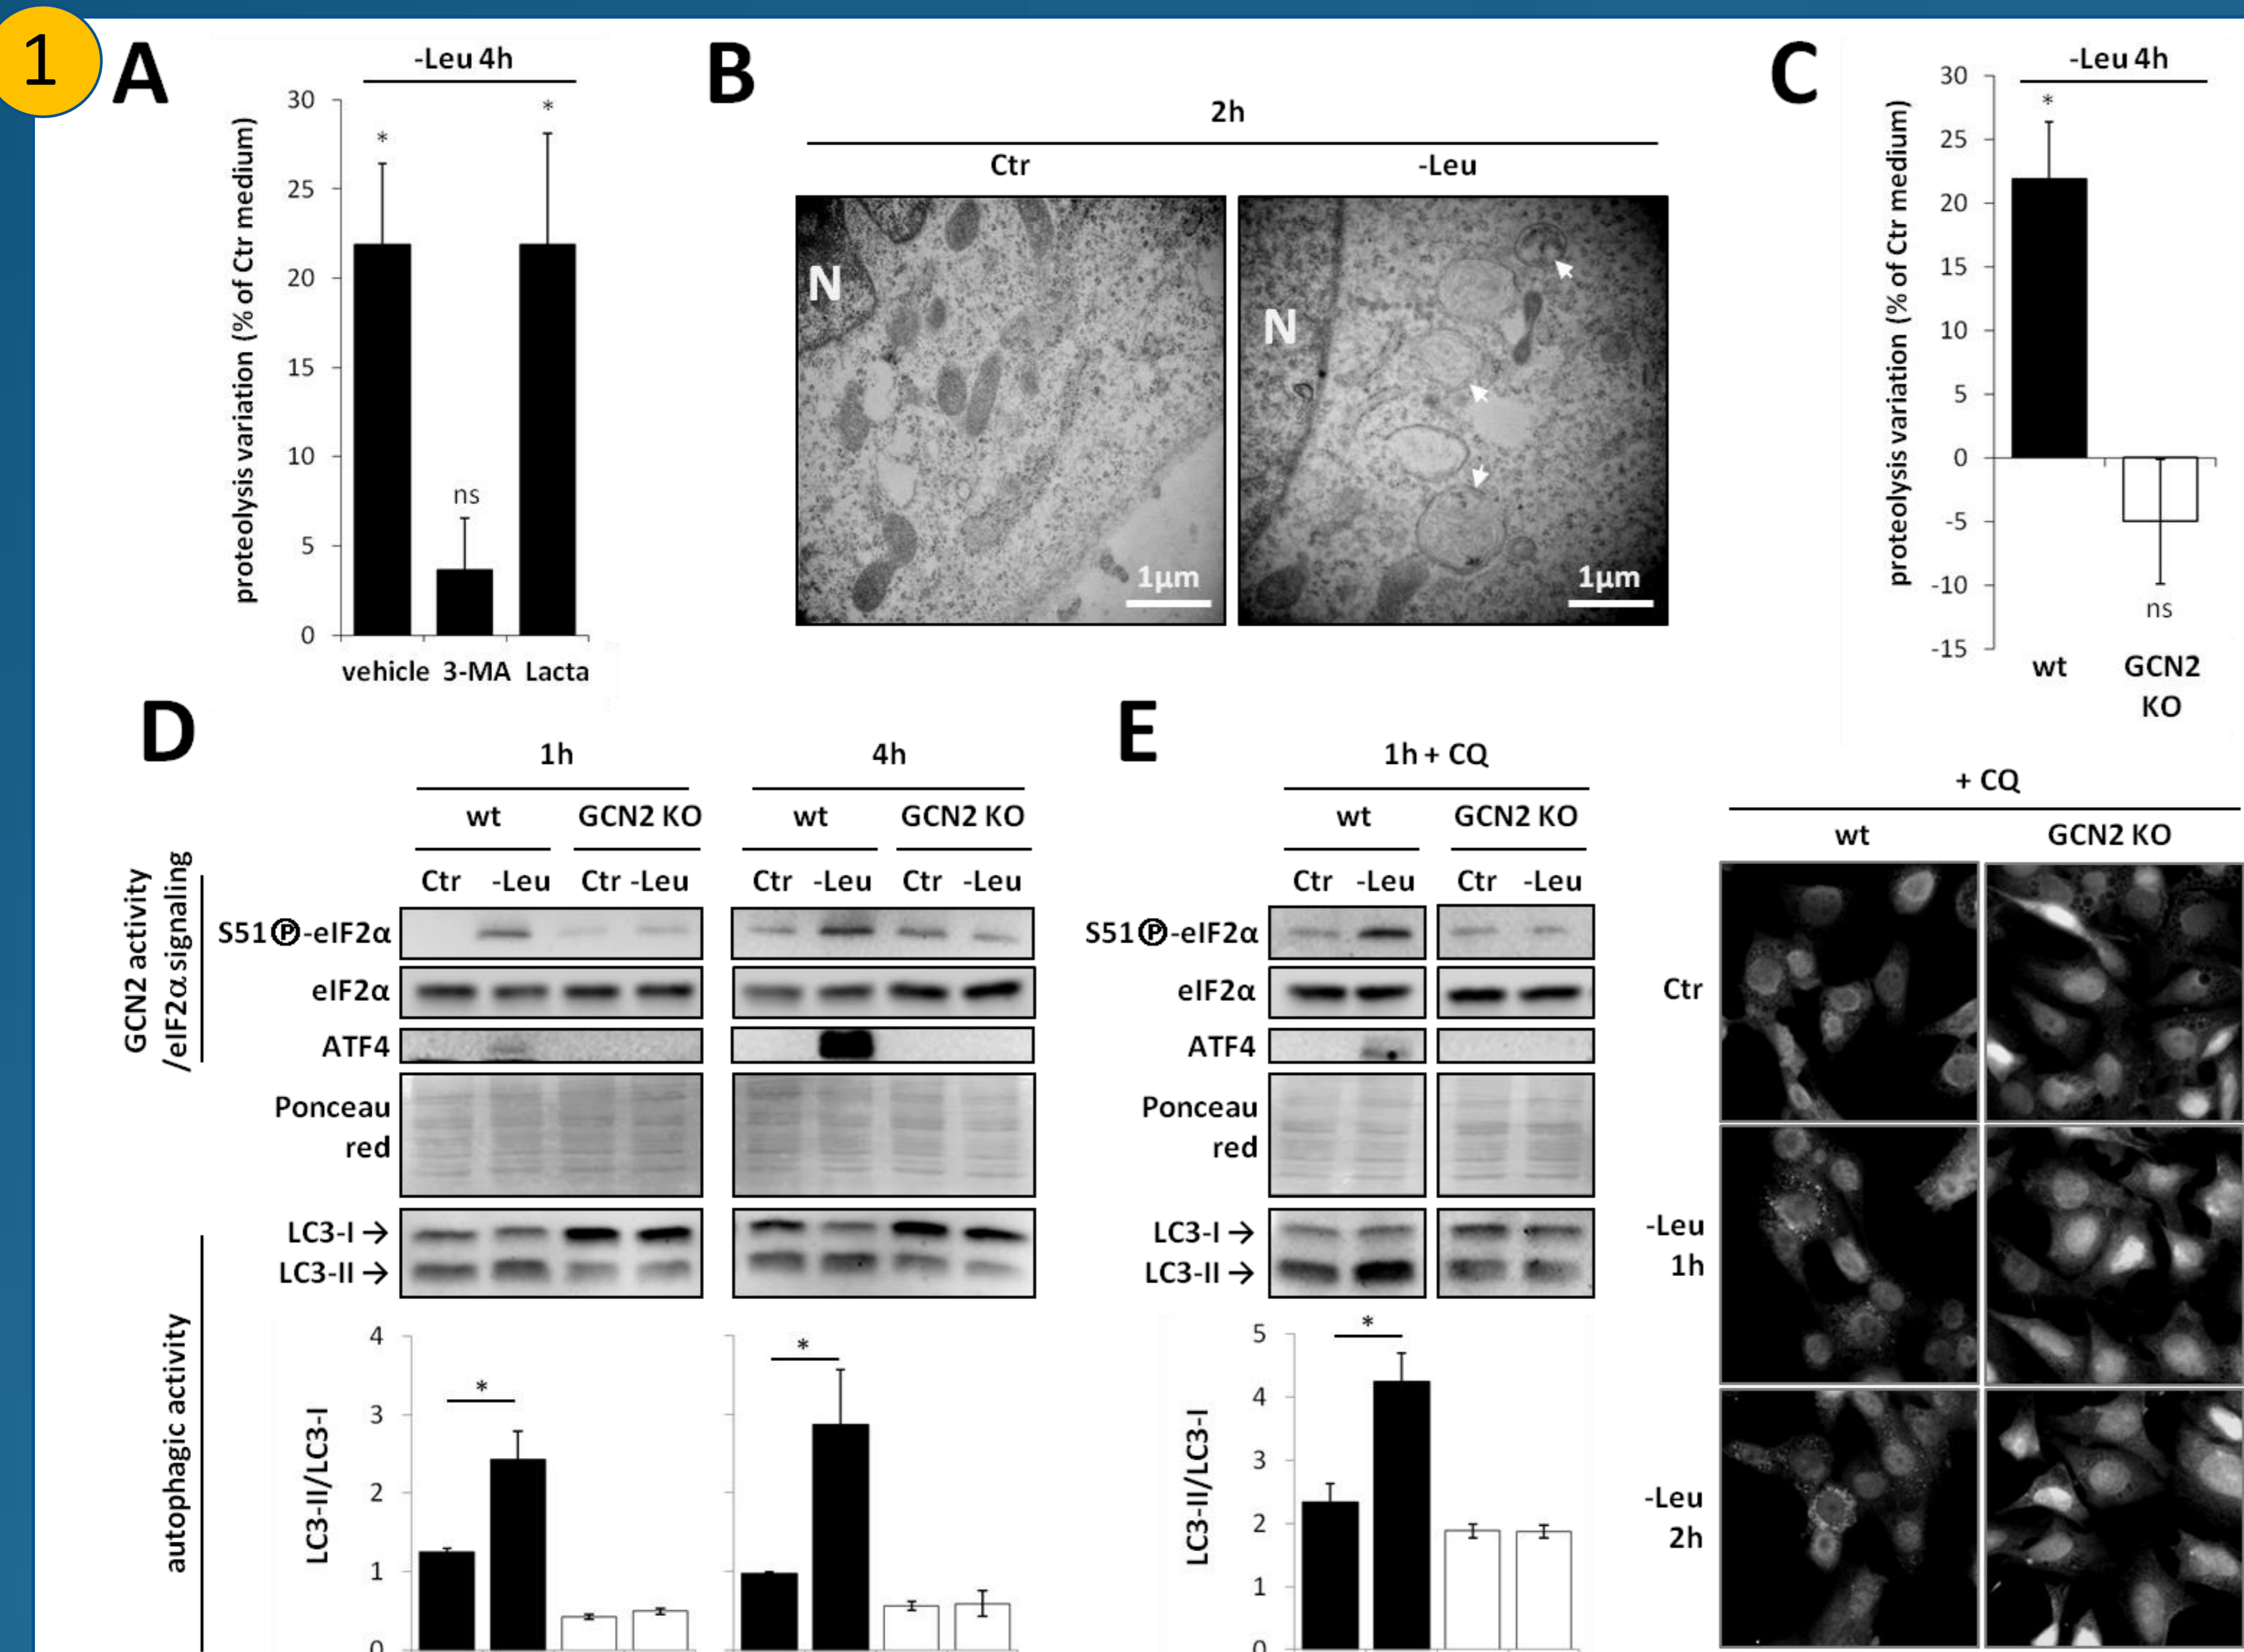 1
A
-Leu 4h
proteolysis variation (% of Ctr medium)
30
25
20
15
10
5
0
*
ns
*
vehicle 3-MA Lacta
B
2h
Ctr -Leu
N
1µm
N
1µm
C
-Leu 4h
proteolysis variation (% of Ctr medium)
30
25
20
15
10
5
0
-5
-10
-15
*
ns
wt GCN2 KO
D
1h 4h
wt GCN2 KO wt GCN2 KO
Ctr -Leu Ctr -Leu Ctr -Leu Ctr -Leu
GCN2 activity
/eIF2α signaling
S51Ⓟ-eIF2α
eIF2α
ATF4
Ponceau
red
LC3-I →
LC3-II →
autophagic activity
LC3-II/LC3-I
4
3
2
1
0
*
*
E
1h + CQ
wt GCN2 KO
Ctr -Leu Ctr -Leu
S51Ⓟ-eIF2α
eIF2α
ATF4
Ponceau
red
LC3-I →
LC3-II →
LC3-II/LC3-I
5
4
3
2
1
0
*
+ CQ
wt GCN2 KO
Ctr
-Leu
1h
-Leu
2h